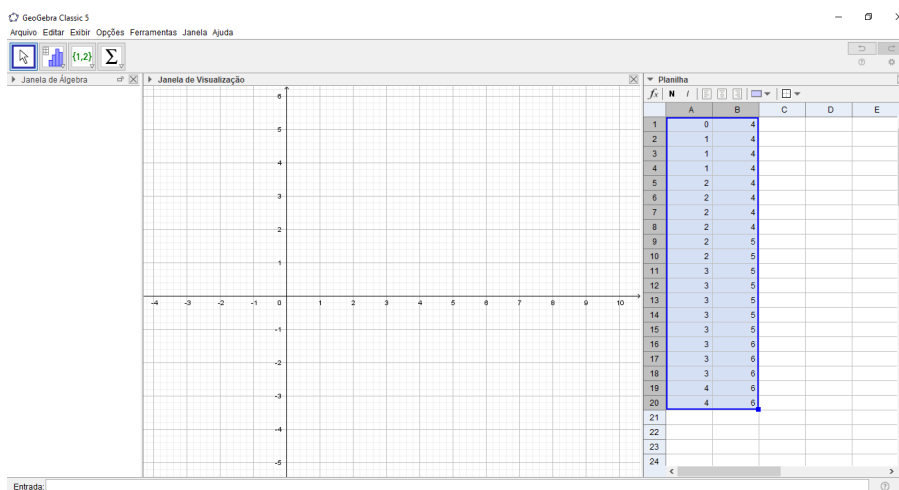 GeoGebra Classic 5
Arquivo Editar Exibir Opções Ferramentas Janela Ajuda
{1,2} Σ
Janela de Álgebra
Janela de Visualização
Planilha
fx N I
6
5
4
3
2
1
-4 -3 -2 -1 0 1 2 3 4 5 6 7 8 9 10
-1
-2
-3
-4
-5
A B C D E
1 0 4
2 1 4
3 1 4
4 1 4
5 2 4
6 2 4
7 2 4
8 2 4
9 2 5
10 2 5
11 3 5
12 3 5
13 3 5
14 3 5
15 3 5
16 3 6
17 3 6
18 3 6
19 4 6
20 4 6
21
22
23
24
Entrada: